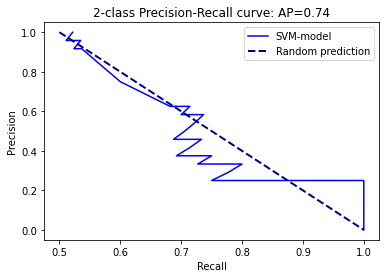 2-class Precision-Recall curve: AP=0.74
SVM-model
Random prediction
Precision
1.0
0.8
0.6
0.4
0.2
0.0
0.5
0.6
0.7
0.8
0.9
1.0
Recall